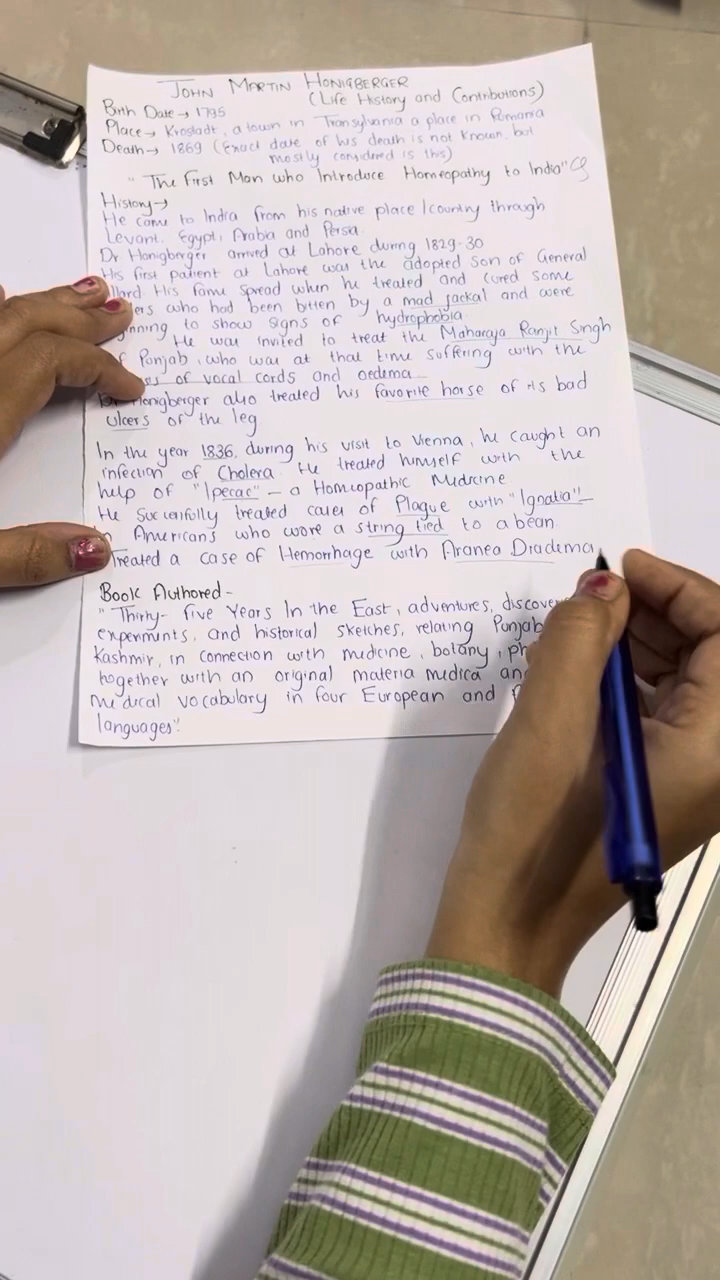 JOHN MARTIN HONIGBERGER
(Life History and Contributions)
Birth Date → 1795
Place → Kronstadt, a town in Transylvania a place in Romania
Death → 1869 (Exact date of his death is not known, but
mostly considered is this)
"The First Man who Introduce Homeopathy to India"
History →
He came to India from his native place / country through
Levant, Egypt, Arabia and Persia.
Dr Honigberger arrived at Lahore during 1829-30
His first patient at Lahore was the adopted son of General
His fame spread when he treated and cured some
who had been bitten by a mad jackal and were
to show signs of hydrophobia.
He was invited to treat the Maharaja Ranjit Singh
of Punjab, who was at that time suffering with the
of vocal cords and oedema
Honigberger also treated his favorite horse of its bad
ulcers of the leg
In the year 1836, during his visit to Vienna, he caught an
infection of Cholera. He treated himself with the
help of "Ipecac" - a Homeopathic Medicine
He successfully treated cases of Plague with "Ignatia" -
Americans who wore a string tied to a bean.
Treated a case of Hemorrhage with Aranea Diadema
Book Authored -
"Thirty- five Years In the East, adventures,
experiments, and historical sketches, relating Punjab
Kashmir, in connection with medicine, botany,
together with an original materia medica
medical vocabulary in four European and
languages".